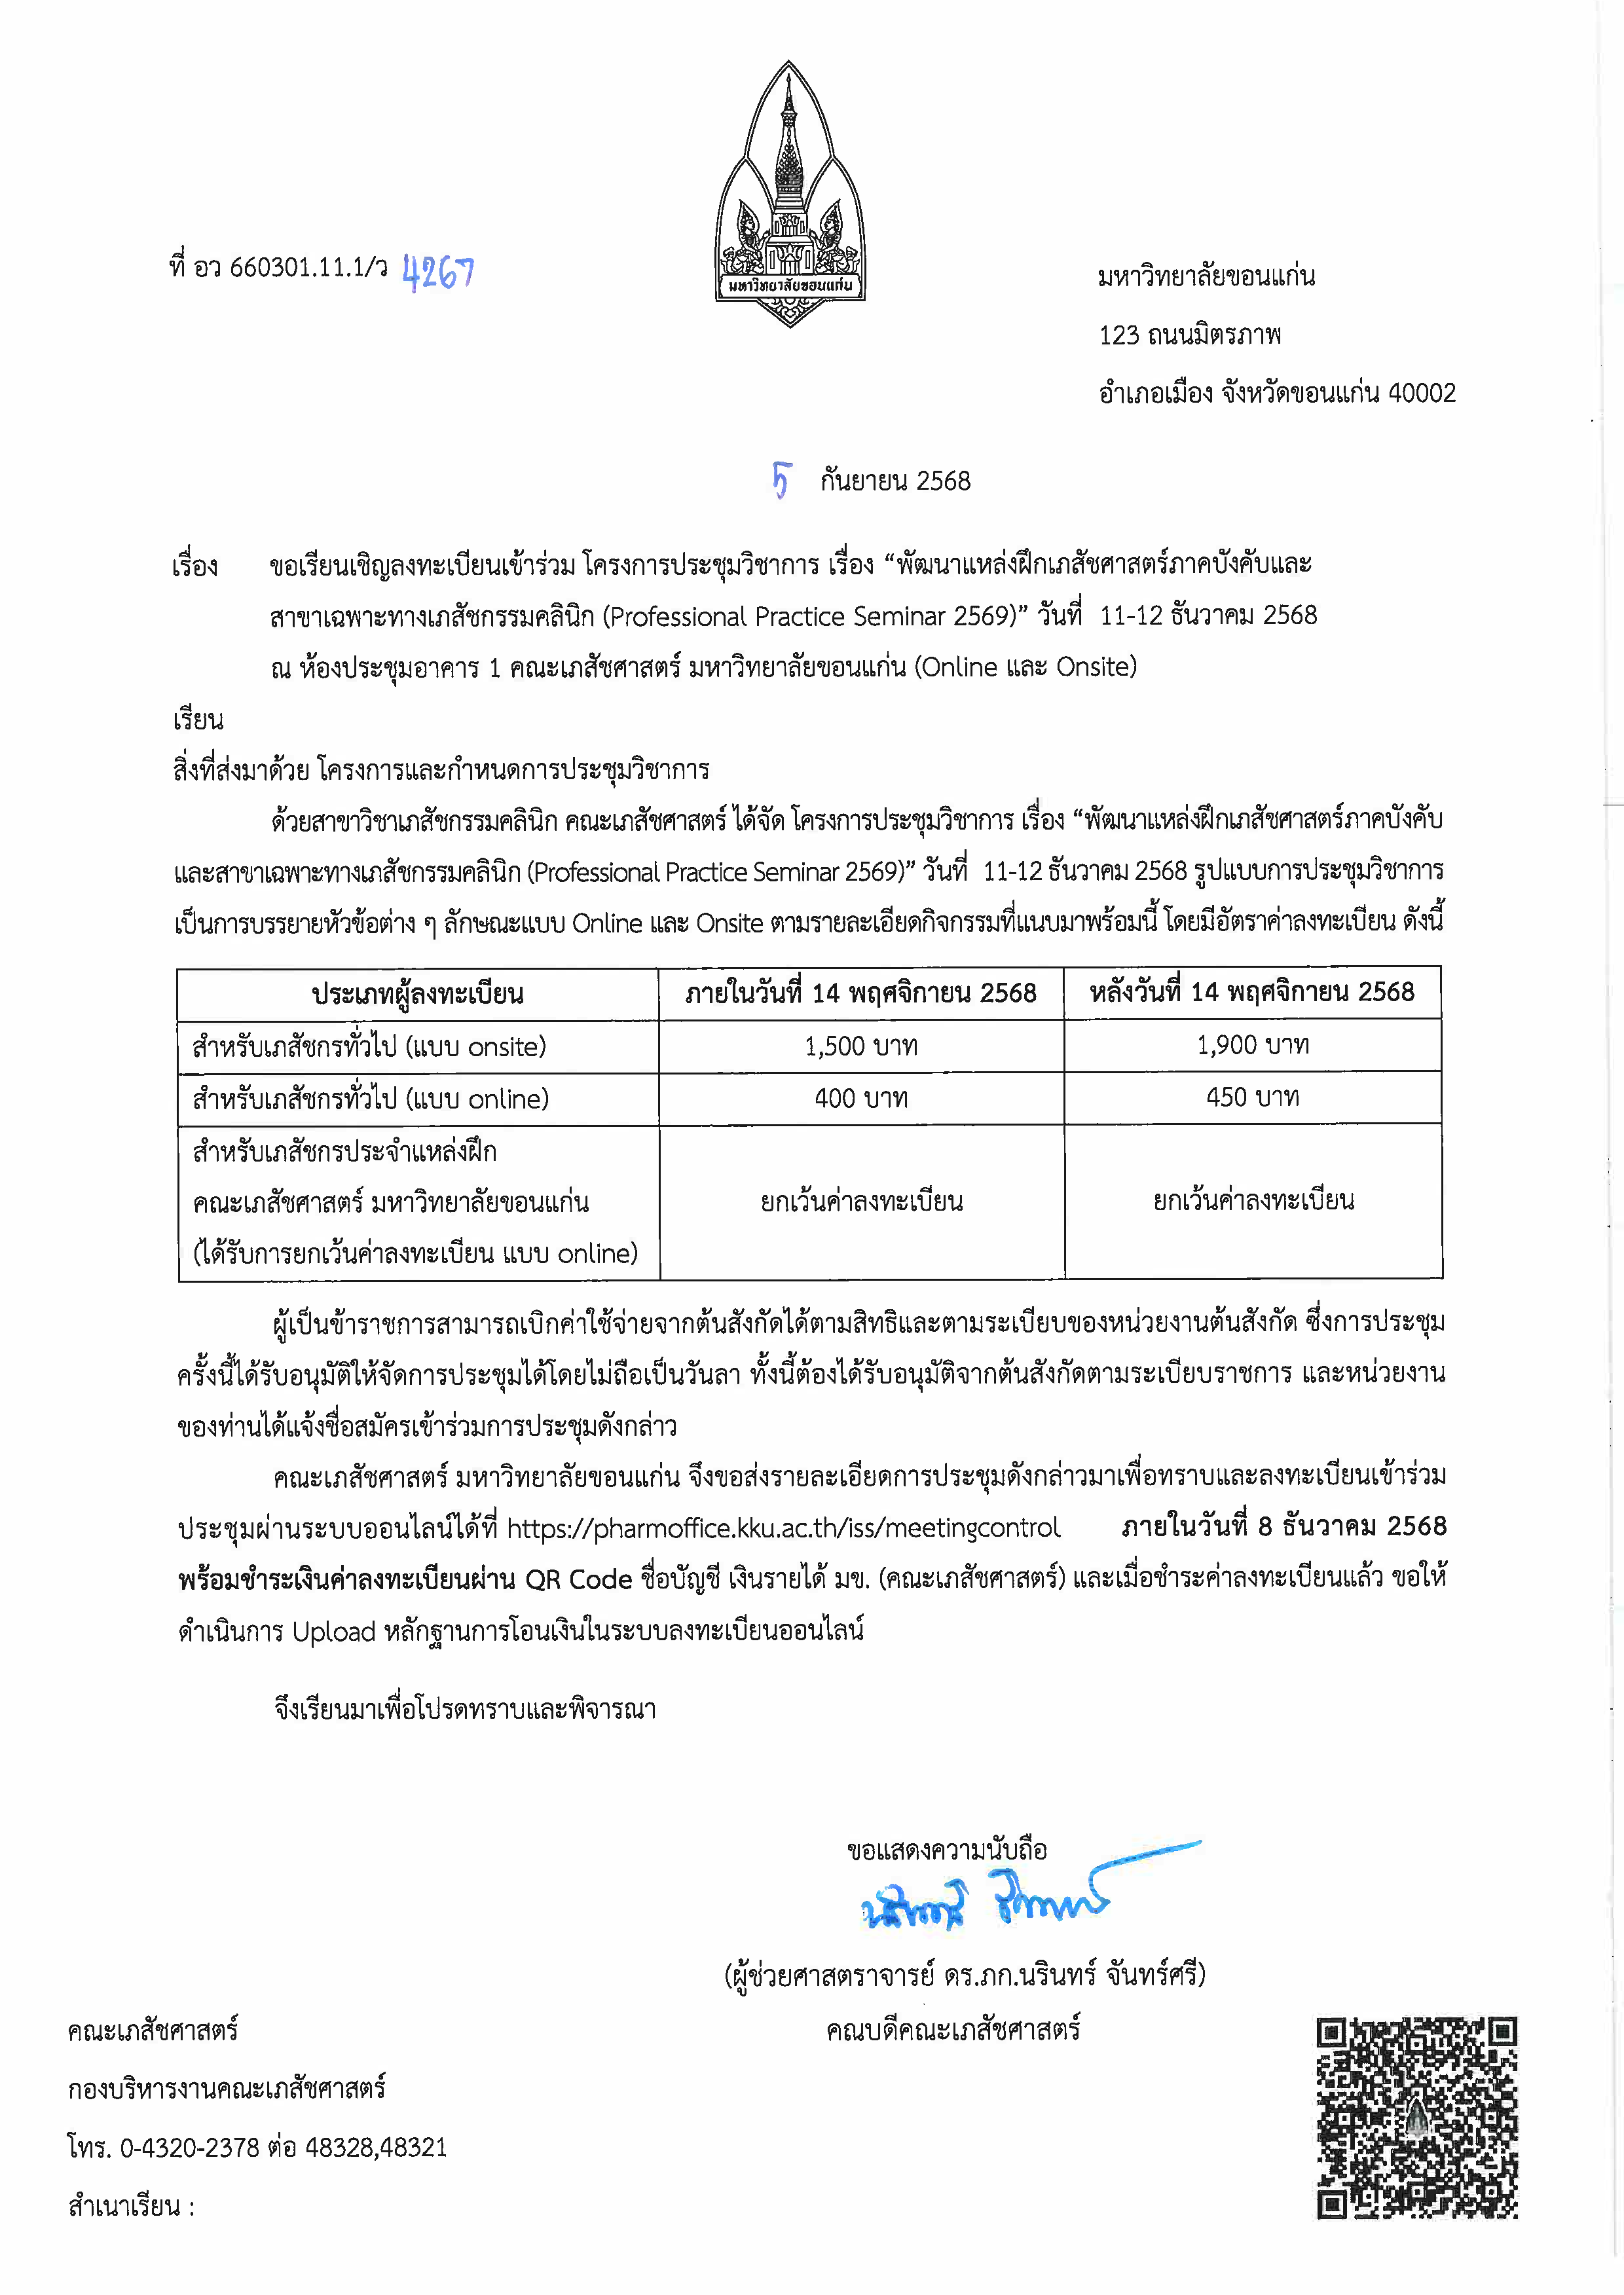 มหาวิทยาลัยขอนแก่น
ที่ อว 660301.11.1/ว 4267
มหาวิทยาลัยขอนแก่น
123 ถนนมิตรภาพ
อำเภอเมือง จังหวัดขอนแก่น 40002
5 กันยายน 2568
เรื่อง ขอเรียนเชิญลงทะเบียนเข้าร่วม โครงการประชุมวิชาการ เรื่อง “พัฒนาแหล่งฝึกเภสัชศาสตร์ภาคบังคับและ
สาขาเฉพาะทางเภสัชกรรมคลินิก (Professional Practice Seminar 2569)” วันที่ 11-12 ธันวาคม 2568
ณ ห้องประชุมอาคาร 1 คณะเภสัชศาสตร์ มหาวิทยาลัยขอนแก่น (Online และ Onsite)
เรียน
สิ่งที่ส่งมาด้วย โครงการและกำหนดการประชุมวิชาการ
ด้วยสาขาวิชาเภสัชกรรมคลินิก คณะเภสัชศาสตร์ ได้จัด โครงการประชุมวิชาการ เรื่อง “พัฒนาแหล่งฝึกเภสัชศาสตร์ภาคบังคับ
และสาขาเฉพาะทางเภสัชกรรมคลินิก (Professional Practice Seminar 2569)” วันที่ 11-12 ธันวาคม 2568 รูปแบบการประชุมวิชาการ
เป็นการบรรยายหัวข้อต่าง ๆ ลักษณะแบบ Online และ Onsite ตามรายละเอียดกิจกรรมที่แนบมาพร้อมนี้ โดยมีอัตราค่าลงทะเบียน ดังนี้
ประเภทผู้ลงทะเบียน ภายในวันที่ 14 พฤศจิกายน 2568 หลังวันที่ 14 พฤศจิกายน 2568
สำหรับเภสัชกรทั่วไป (แบบ onsite) 1,500 บาท 1,900 บาท
สำหรับเภสัชกรทั่วไป (แบบ online) 400 บาท 450 บาท
สำหรับเภสัชกรประจำแหล่งฝึก
คณะเภสัชศาสตร์ มหาวิทยาลัยขอนแก่น ยกเว้นค่าลงทะเบียน ยกเว้นค่าลงทะเบียน
(ได้รับการยกเว้นค่าลงทะเบียน แบบ online)
ผู้เป็นข้าราชการสามารถเบิกค่าใช้จ่ายจากต้นสังกัดได้ตามสิทธิและตามระเบียบของหน่วยงานต้นสังกัด ซึ่งการประชุม
ครั้งนี้ได้รับอนุมัติให้จัดการประชุมได้โดยไม่ถือเป็นวันลา ทั้งนี้ต้องได้รับอนุมัติจากต้นสังกัดตามระเบียบราชการ และหน่วยงาน
ของท่านได้แจ้งชื่อสมัครเข้าร่วมการประชุมดังกล่าว
คณะเภสัชศาสตร์ มหาวิทยาลัยขอนแก่น จึงขอส่งรายละเอียดการประชุมดังกล่าวมาเพื่อทราบและลงทะเบียนเข้าร่วม
ประชุมผ่านระบบออนไลน์ได้ที่ https://pharmoffice.kku.ac.th/iss/meetingcontrol ภายในวันที่ 8 ธันวาคม 2568
พร้อมชำระเงินค่าลงทะเบียนผ่าน QR Code ชื่อบัญชี เงินรายได้ มข. (คณะเภสัชศาสตร์) และเมื่อชำระค่าลงทะเบียนแล้ว ขอให้
ดำเนินการ Upload หลักฐานการโอนเงินในระบบลงทะเบียนออนไลน์
จึงเรียนมาเพื่อโปรดทราบและพิจารณา
ขอแสดงความนับถือ
(ผู้ช่วยศาสตราจารย์ ดร.ภก.นรินทร์ จันทร์ศรี)
คณบดีคณะเภสัชศาสตร์
คณะเภสัชศาสตร์
กองบริหารงานคณะเภสัชศาสตร์
โทร. 0-4320-2378 ต่อ 48328,48321
สำเนาเรียน :